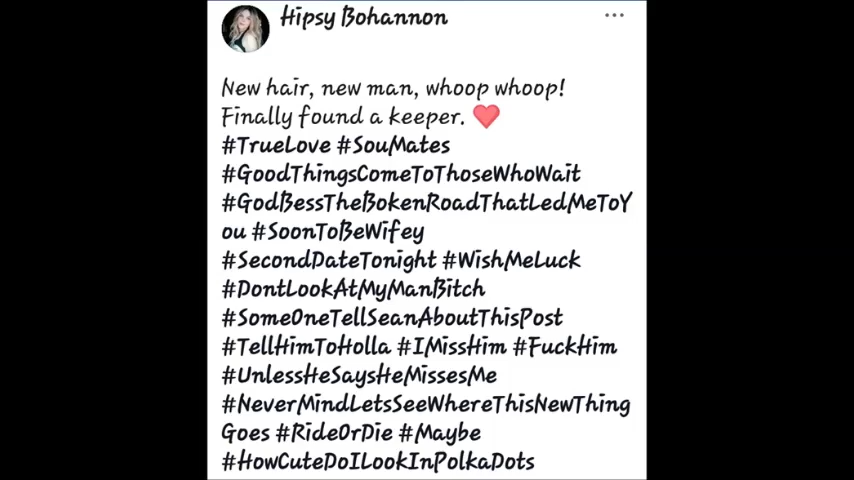 Hipsy Bohannon
New hair, new man, whoop whoop!
Finally found a keeper. ❤️
#TrueLove #SouMates
#GoodThingsComeToThoseWhoWait
#GodBessTheBokenRoadThatLedMeToY
ou #SoonToBeWifey
#SecondDateTonight #WishMeLuck
#DontLookAtMyManBitch
#SomeOneTellSeanAboutThisPost
#TellHimToHolla #IMissHim #FuckHim
#UnlessHeSaysHeMissesMe
#NeverMindLetsSeeWhereThisNewThing
Goes #RideOrDie #Maybe
#HowCuteDoILookInPolkaDots